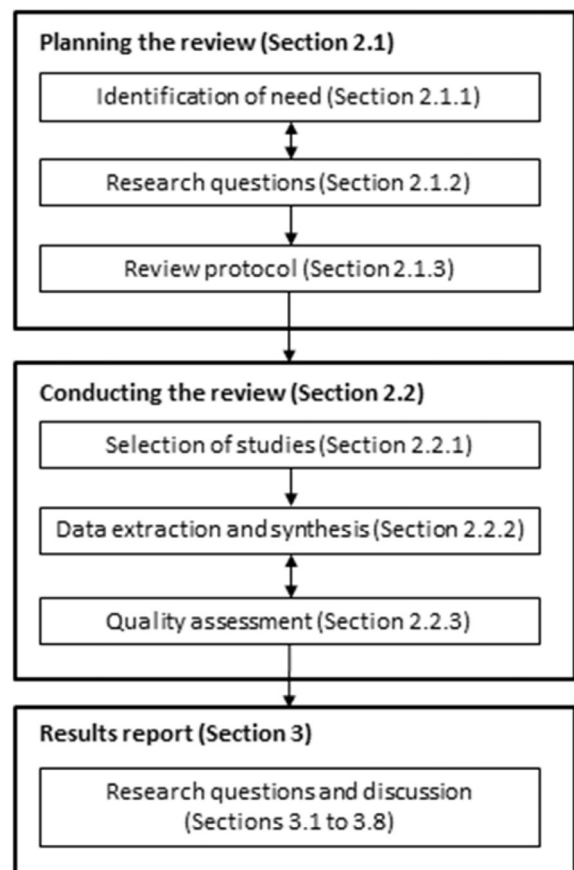 Planning the review (Section 2.1)
Identification of need (Section 2.1.1)
Research questions (Section 2.1.2)
Review protocol (Section 2.1.3)
Conducting the review (Section 2.2)
Selection of studies (Section 2.2.1)
Data extraction and synthesis (Section 2.2.2)
Quality assessment (Section 2.2.3)
Results report (Section 3)
Research questions and discussion
(Sections 3.1 to 3.8)